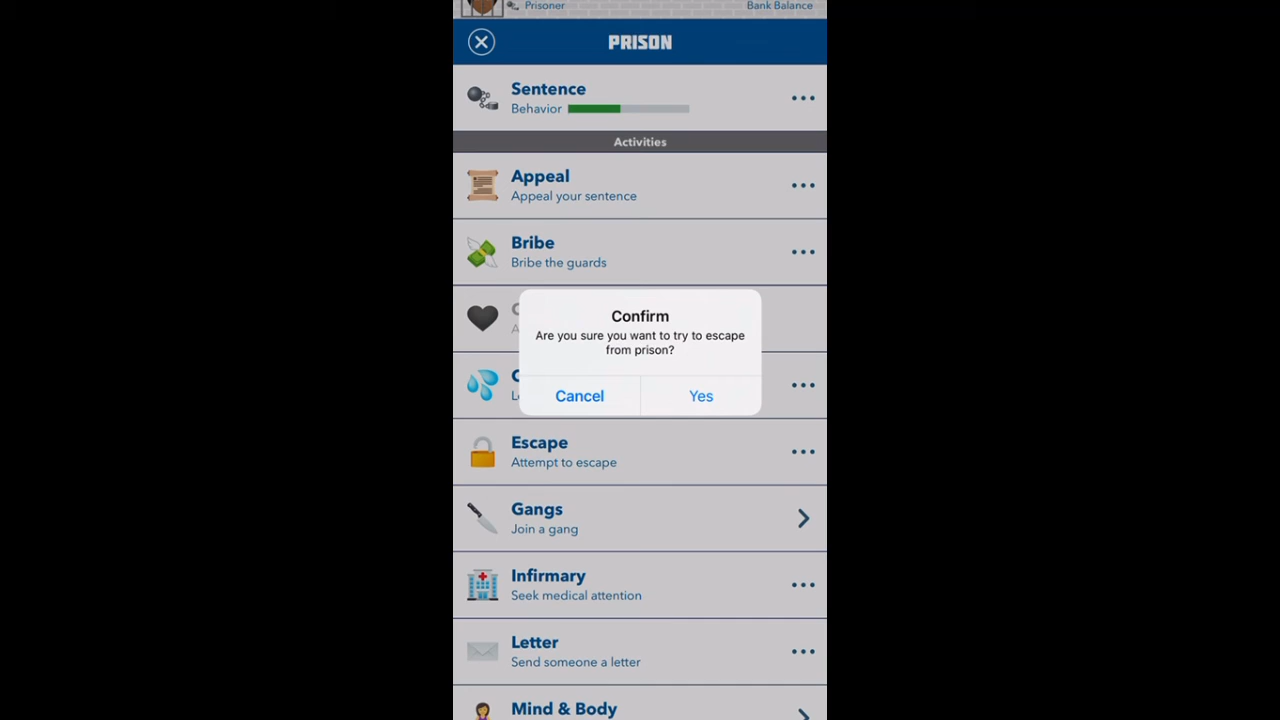 Prisoner
Bank Balance
PRISON
Sentence
Behavior
Activities
Appeal
Appeal your sentence
Bribe
Bribe the guards
Confirm
Are you sure you want to try to escape
from prison?
Cancel
Yes
Escape
Attempt to escape
Gangs
Join a gang
Infirmary
Seek medical attention
Letter
Send someone a letter
Mind & Body